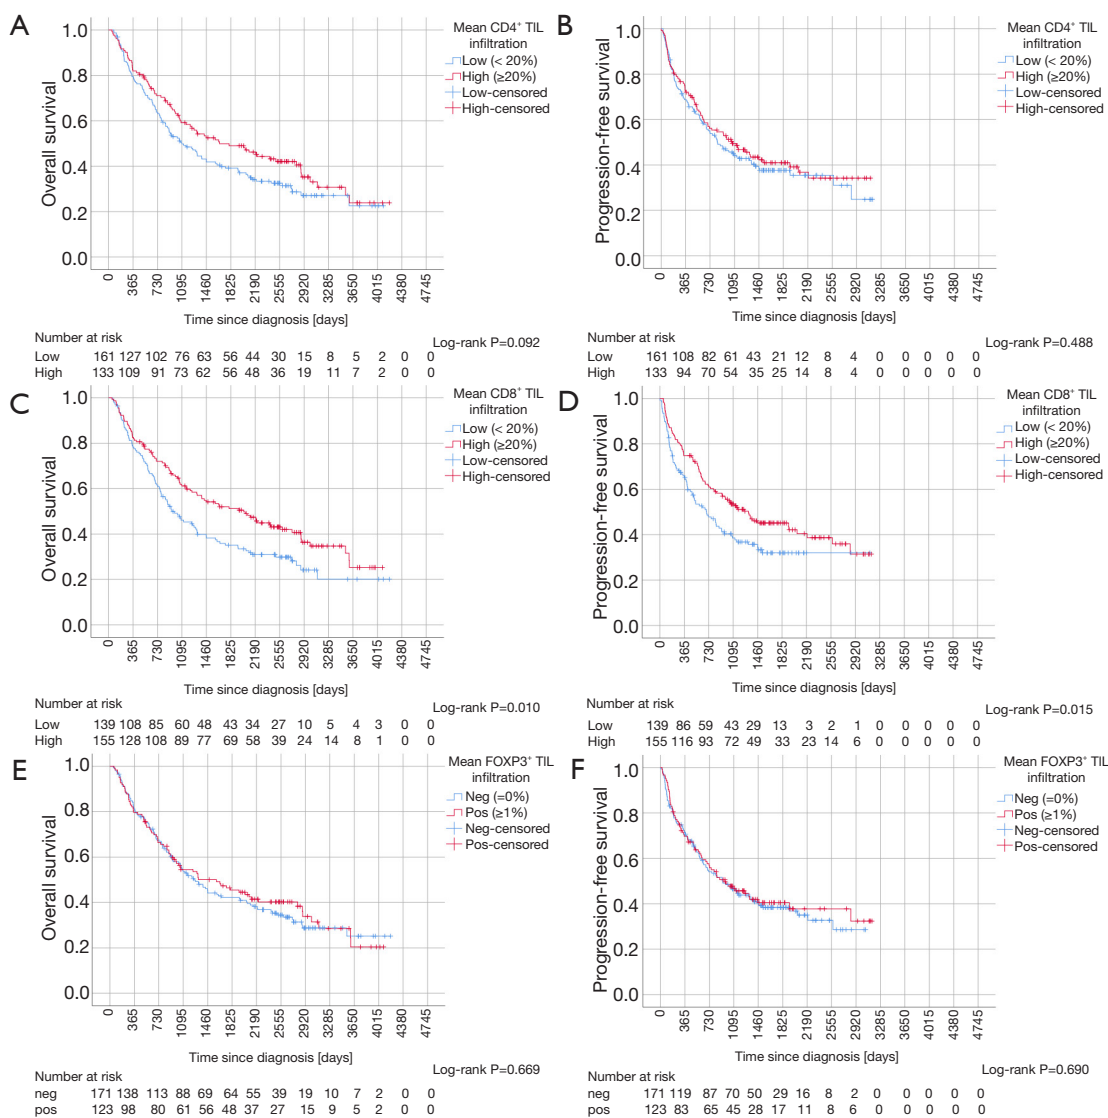 A
Overall survival
1.0
0.8
0.6
0.4
0.2
0.0
0 365 730 1095 1460 1825 2190 2555 2920 3285 3650 4015 4380 4745
Time since diagnosis [days]
Mean CD4⁺ TIL
infiltration
Low (< 20%)
High (≥20%)
Low-censored
High-censored
Number at risk
Log-rank P=0.092
Low 161 127 102 76 63 56 44 30 15 8 5 2 0 0
High 133 109 91 73 62 56 48 36 19 11 7 2 0 0
B
Progression-free survival
1.0
0.8
0.6
0.4
0.2
0.0
0 365 730 1095 1460 1825 2190 2555 2920 3285 3650 4015 4380 4745
Time since diagnosis [days]
Mean CD4⁺ TIL
infiltration
Low (< 20%)
High (≥20%)
Low-censored
High-censored
Number at risk
Log-rank P=0.488
Low 161 108 82 61 43 21 12 8 4 0 0 0 0 0
High 133 94 70 54 35 25 14 8 4 0 0 0 0 0
C
Overall survival
1.0
0.8
0.6
0.4
0.2
0.0
0 365 730 1095 1460 1825 2190 2555 2920 3285 3650 4015 4380 4745
Time since diagnosis [days]
Mean CD8⁺ TIL
infiltration
Low (< 20%)
High (≥20%)
Low-censored
High-censored
Number at risk
Log-rank P=0.010
Low 139 108 85 60 48 43 34 27 10 5 4 3 0 0
High 155 128 108 89 77 69 58 39 24 14 8 1 0 0
D
Progression-free survival
1.0
0.8
0.6
0.4
0.2
0.0
0 365 730 1095 1460 1825 2190 2555 2920 3285 3650 4015 4380 4745
Time since diagnosis [days]
Mean CD8⁺ TIL
infiltration
Low (< 20%)
High (≥20%)
Low-censored
High-censored
Number at risk
Log-rank P=0.015
Low 139 86 59 43 29 13 3 2 1 0 0 0 0 0
High 155 116 93 72 49 33 23 14 6 0 0 0 0 0
E
Overall survival
1.0
0.8
0.6
0.4
0.2
0.0
0 365 730 1095 1460 1825 2190 2555 2920 3285 3650 4015 4380 4745
Time since diagnosis [days]
Mean FOXP3⁺ TIL
infiltration
Neg (=0%)
Pos (≥1%)
Neg-censored
Pos-censored
Number at risk
Log-rank P=0.669
neg 171 138 113 88 69 64 55 39 19 10 7 2 0 0
pos 123 98 80 61 56 48 37 27 15 9 5 2 0 0
F
Progression-free survival
1.0
0.8
0.6
0.4
0.2
0.0
0 365 730 1095 1460 1825 2190 2555 2920 3285 3650 4015 4380 4745
Time since diagnosis [days]
Mean FOXP3⁺ TIL
infiltration
Neg (=0%)
Pos (≥1%)
Neg-censored
Pos-censored
Number at risk
Log-rank P=0.690
neg 171 119 87 70 50 29 16 8 2 0 0 0 0 0
pos 123 83 65 45 28 17 11 8 6 0 0 0 0 0